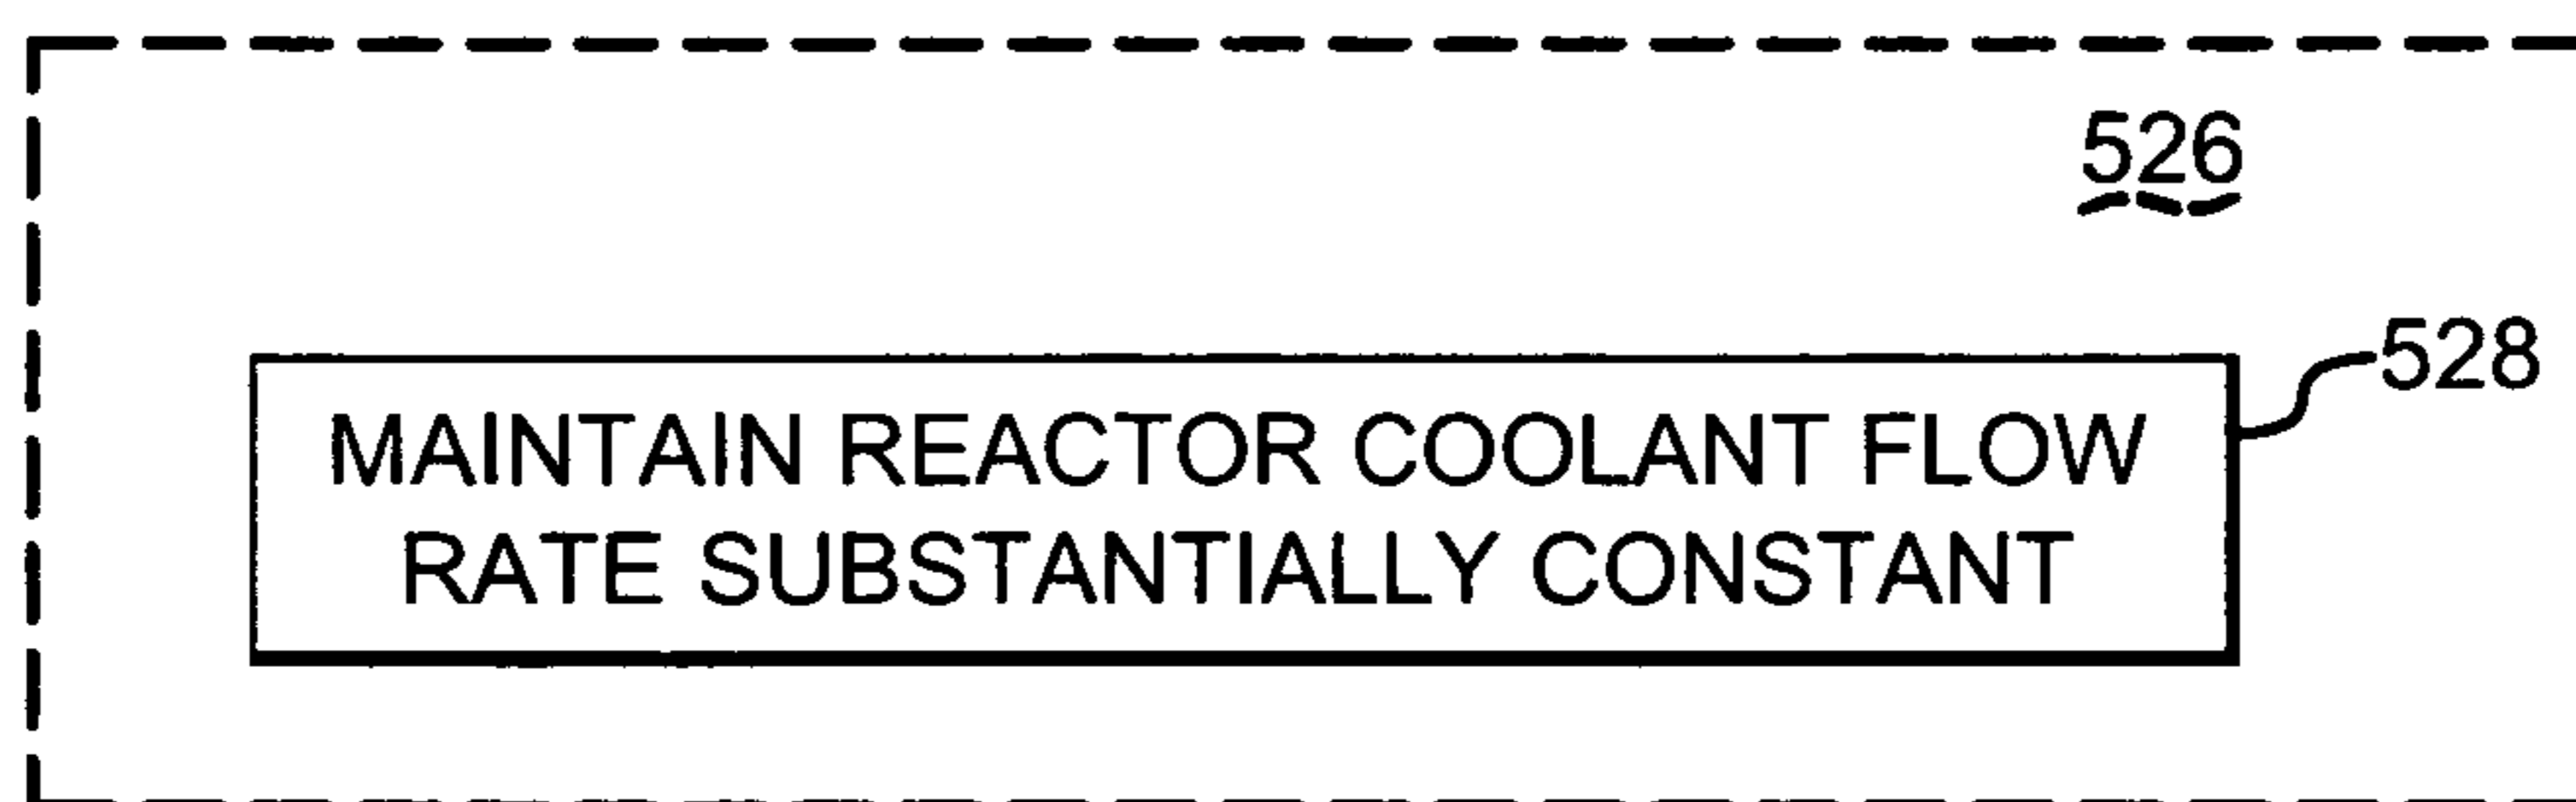 526
528
MAINTAIN REACTOR COOLANT FLOW
RATE SUBSTANTIALLY CONSTANT